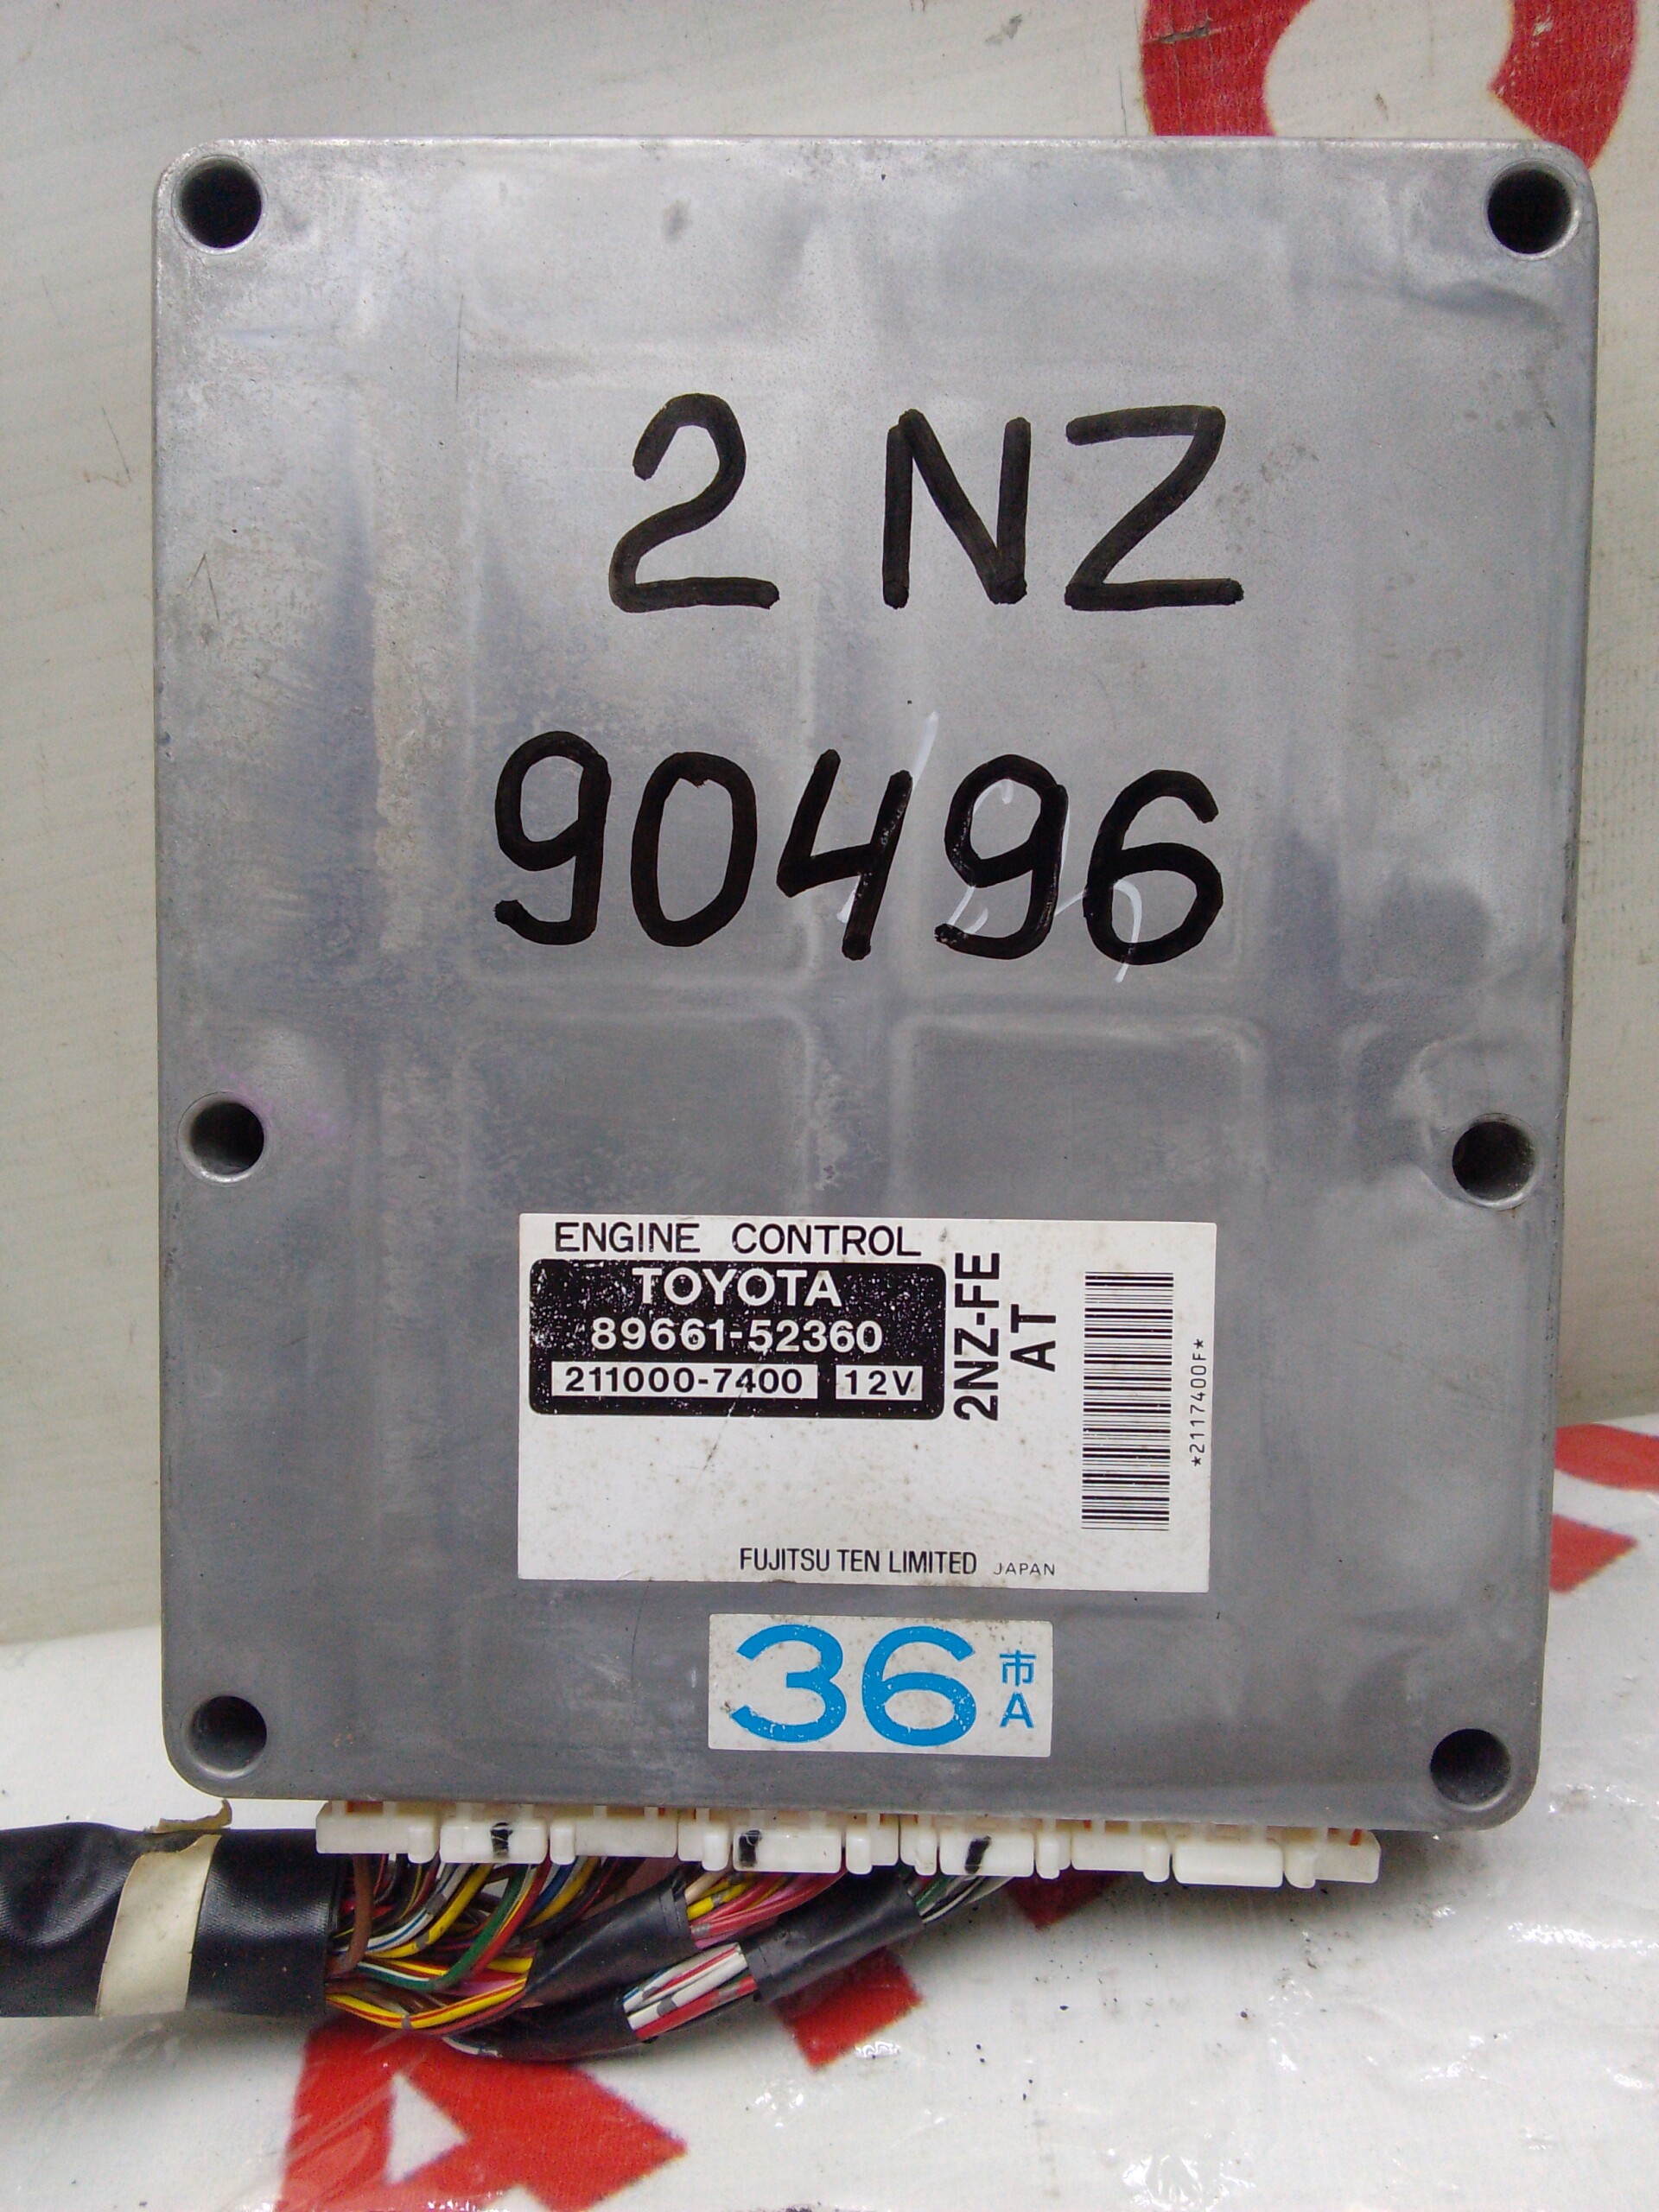 2 NZ
90496
ENGINE CONTROL
TOYOTA
89661-52360
211000-7400 12V
2NZ-FE
AT
*2117400F*
FUJITSU TEN LIMITED JAPAN
36 市A